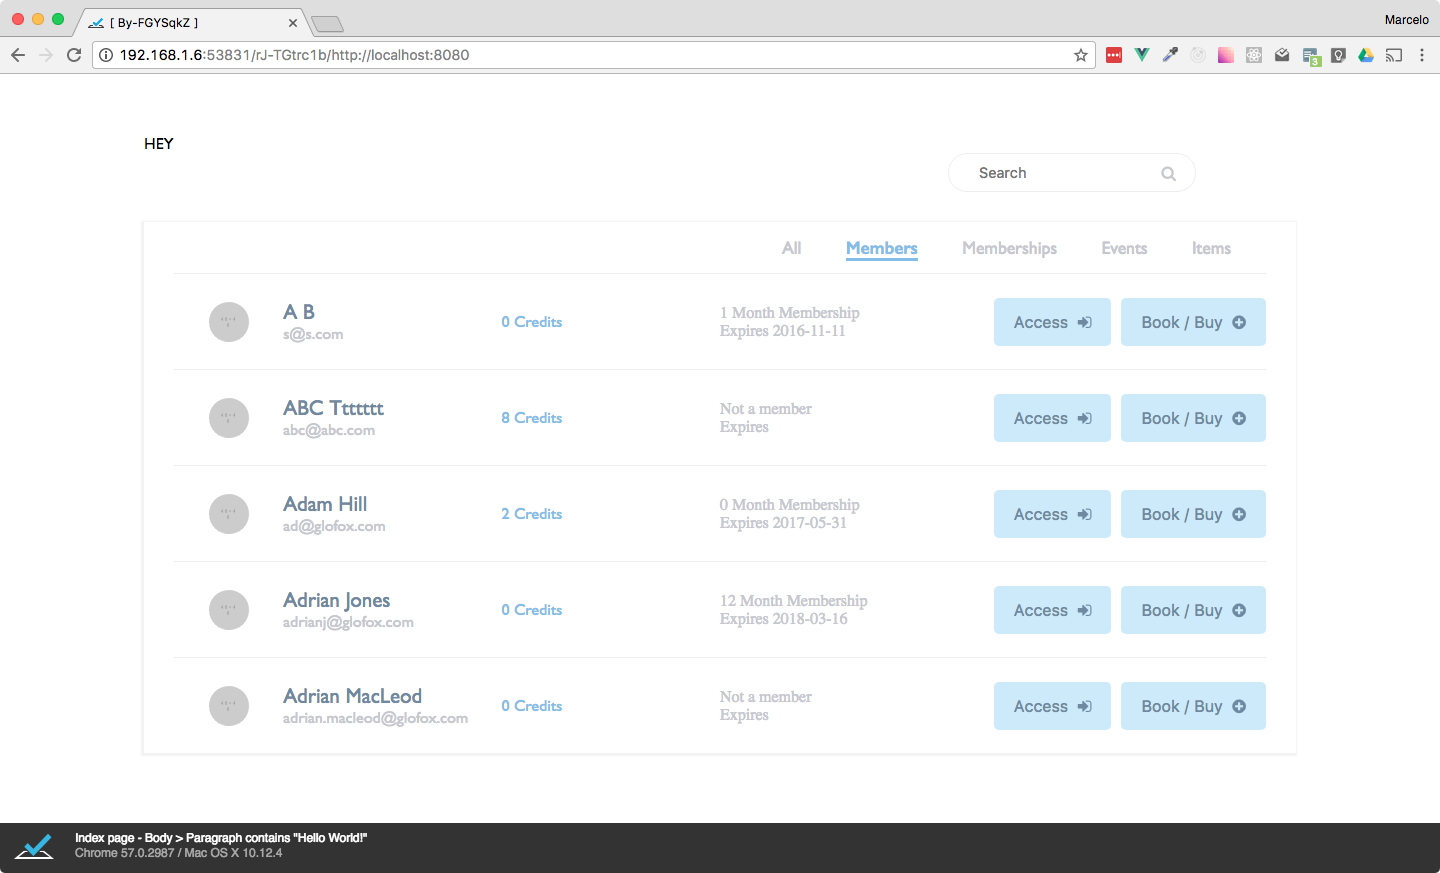 [ By-FGYSqkZ ]
Marcelo
192.168.1.6:53831/rJ-TGtrc1b/http://localhost:8080
3
HEY
Search
All Members Memberships Events Items
A B
s@s.com
0 Credits
1 Month Membership
Expires 2016-11-11
Access
Book / Buy
ABC Ttttttt
abc@abc.com
8 Credits
Not a member
Expires
Access
Book / Buy
Adam Hill
ad@glofox.com
2 Credits
0 Month Membership
Expires 2017-05-31
Access
Book / Buy
Adrian Jones
adrianj@glofox.com
0 Credits
12 Month Membership
Expires 2018-03-16
Access
Book / Buy
Adrian MacLeod
adrian.macleod@glofox.com
0 Credits
Not a member
Expires
Access
Book / Buy
Index page - Body > Paragraph contains "Hello World!"
Chrome 57.0.2987 / Mac OS X 10.12.4